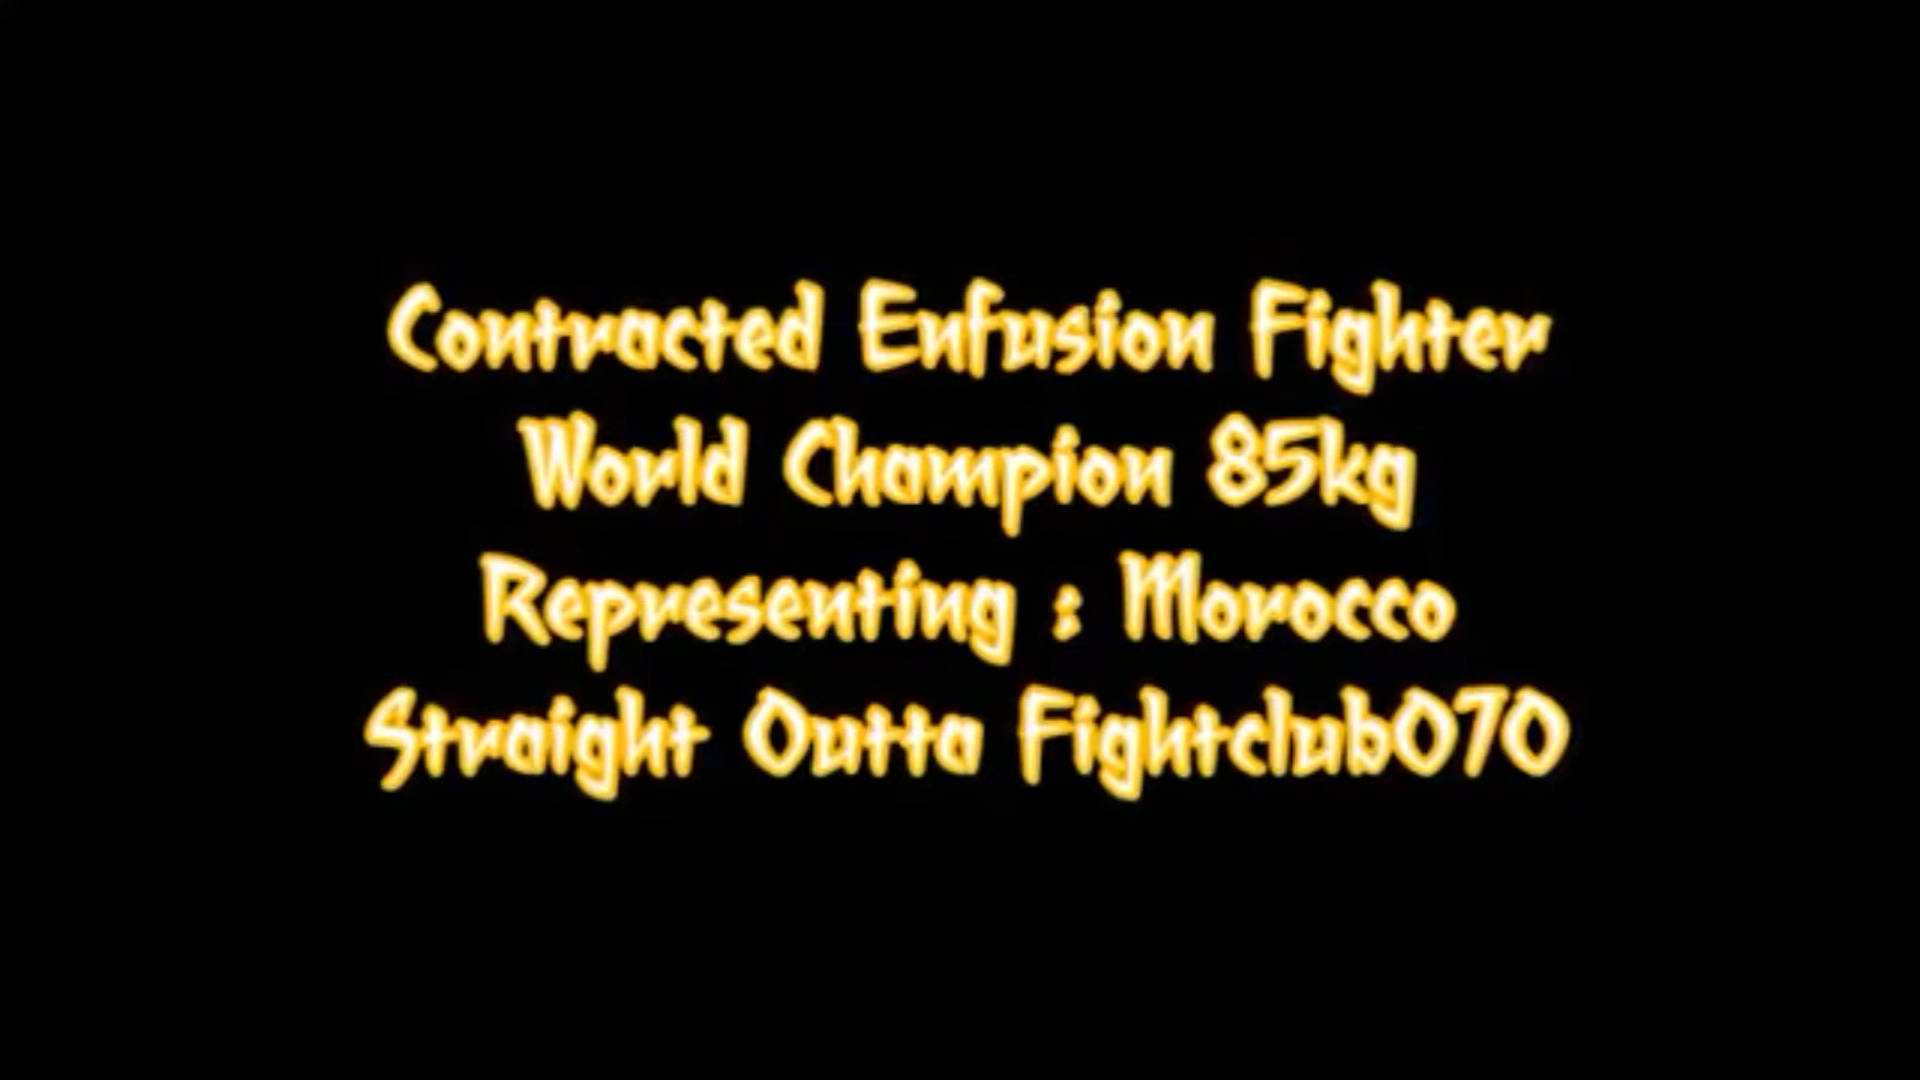 Contracted Enfusion Fighter
World Champion 85kg
Representing : Morocco
Straight Outta Fightclub070